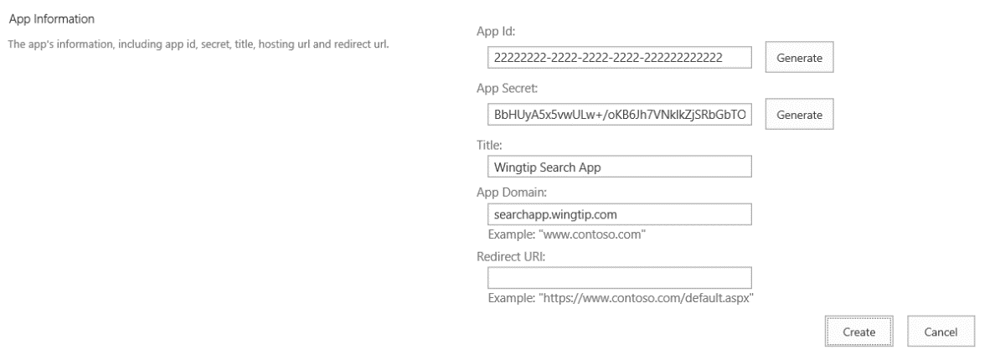 App Information
The app's information, including app id, secret, title, hosting url and redirect url.
App Id:
22222222-2222-2222-2222-222222222222
Generate
App Secret:
BbHUyA5x5vwULw+/oKB6Jh7VNklkZjSRbGbTO
Generate
Title:
Wingtip Search App
App Domain:
searchapp.wingtip.com
Example: "www.contoso.com"
Redirect URI:
Example: "https://www.contoso.com/default.aspx"
Create
Cancel